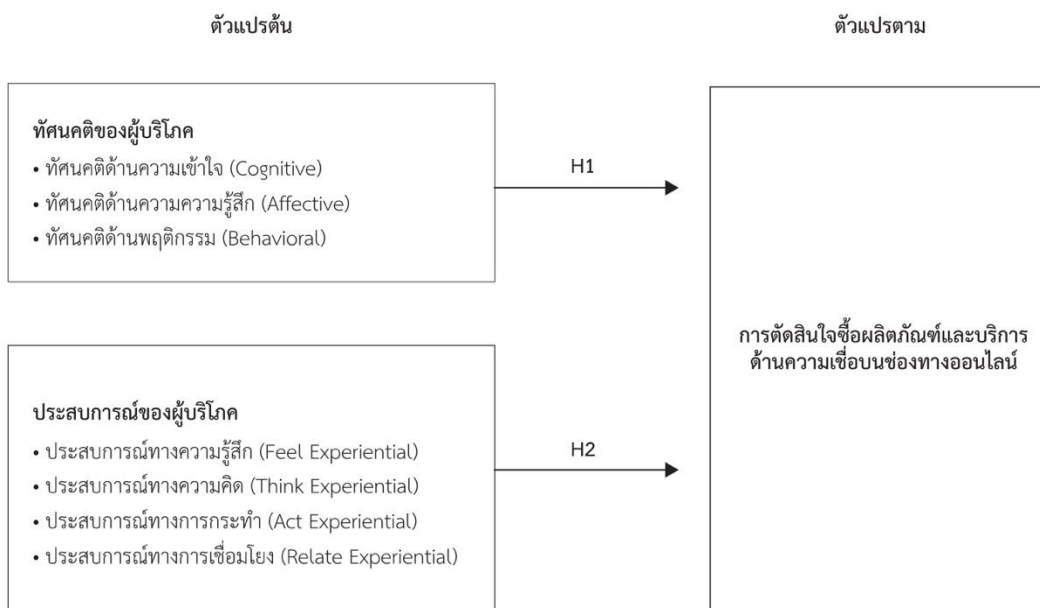 ตัวแปรต้น
ตัวแปรตาม
ทัศนคติของผู้บริโภค
• ทัศนคติด้านความเข้าใจ (Cognitive)
• ทัศนคติด้านความความรู้สึก (Affective)
• ทัศนคติด้านพฤติกรรม (Behavioral)
H1
ประสบการณ์ของผู้บริโภค
• ประสบการณ์ทางความรู้สึก (Feel Experiential)
• ประสบการณ์ทางความคิด (Think Experiential)
• ประสบการณ์ทางการกระทำ (Act Experiential)
• ประสบการณ์ทางการเชื่อมโยง (Relate Experiential)
H2
การตัดสินใจซื้อผลิตภัณฑ์และบริการ
ด้านความเชื่อบนช่องทางออนไลน์